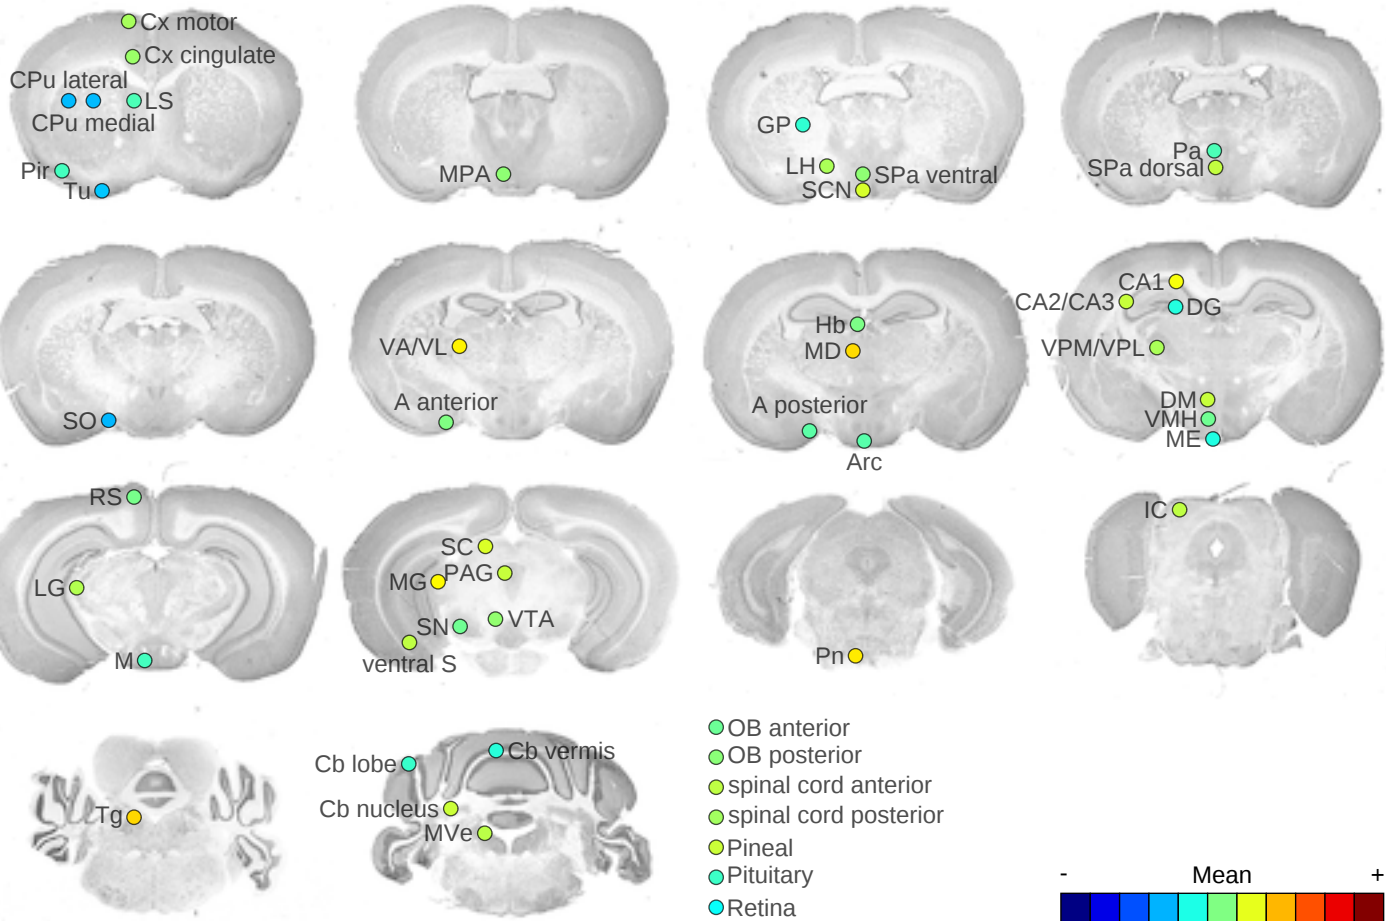 Cx motor
Cx cingulate
CPu lateral
LS
CPu medial
Pir
Tu
MPA
GP
LH
SPa ventral
SCN
Pa
SPa dorsal
SO
VA/VL
A anterior
Hb
MD
A posterior
Arc
CA1
CA2/CA3
DG
VPM/VPL
DM
VMH
ME
RS
LG
M
SC
PAG
MG
VTA
SN
ventral S
Pn
IC
Tg
Cb vermis
Cb lobe
Cb nucleus
MVe
OB anterior
OB posterior
spinal cord anterior
spinal cord posterior
Pineal
Pituitary
Retina
- Mean +